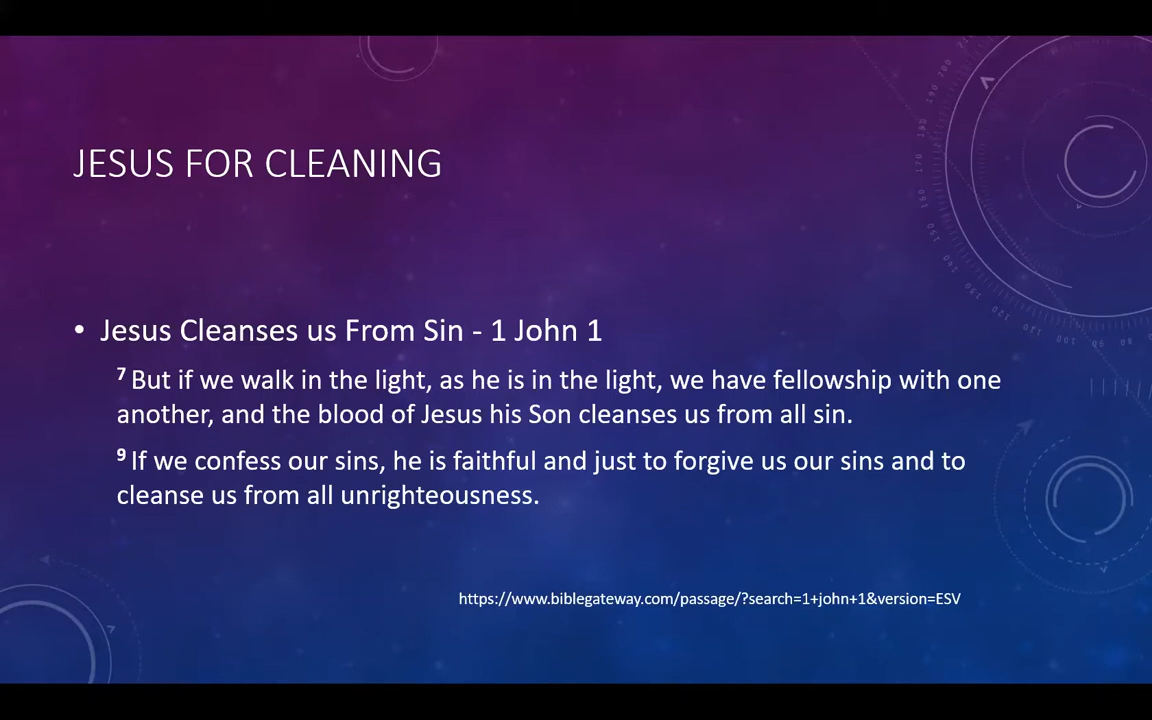 JESUS FOR CLEANING
• Jesus Cleanses us From Sin - 1 John 1
7 But if we walk in the light, as he is in the light, we have fellowship with one
another, and the blood of Jesus his Son cleanses us from all sin.
9 If we confess our sins, he is faithful and just to forgive us our sins and to
cleanse us from all unrighteousness.
https://www.biblegateway.com/passage/?search=1+john+1&version=ESV